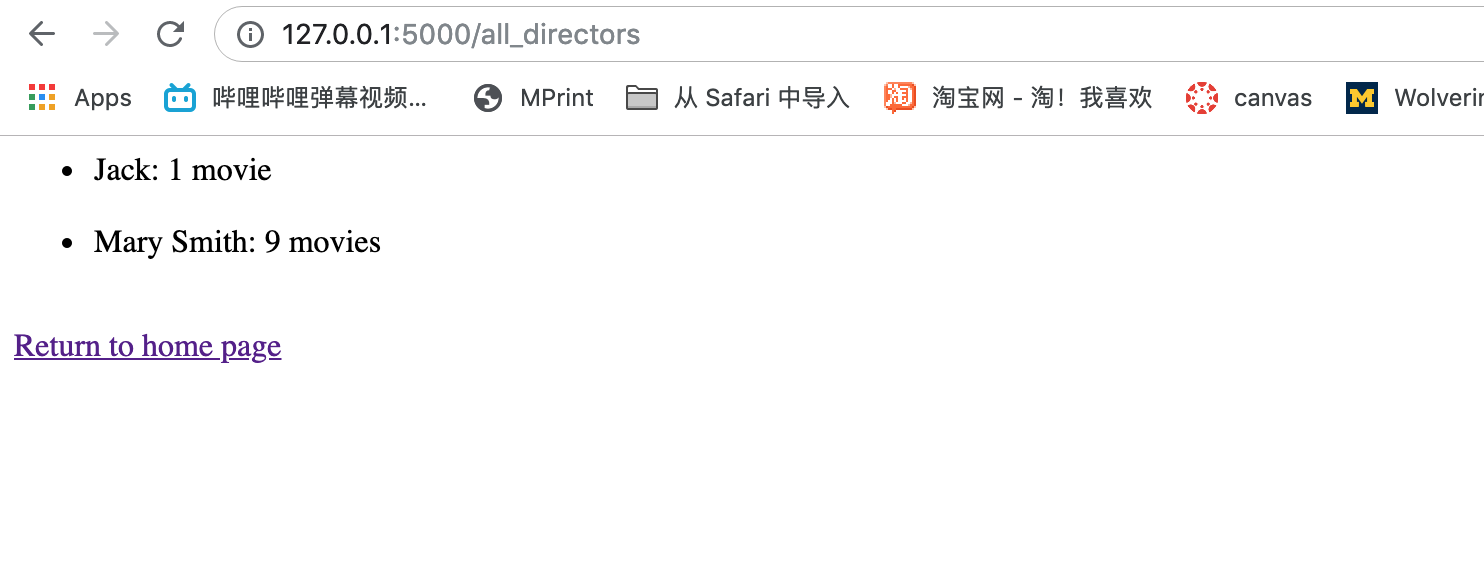 127.0.0.1:5000/all_directors
Apps 哔哩哔哩弹幕视频... MPrint 从 Safari 中导入 淘 淘宝网 - 淘！我喜欢 canvas M Wolverin
Jack: 1 movie
Mary Smith: 9 movies
Return to home page